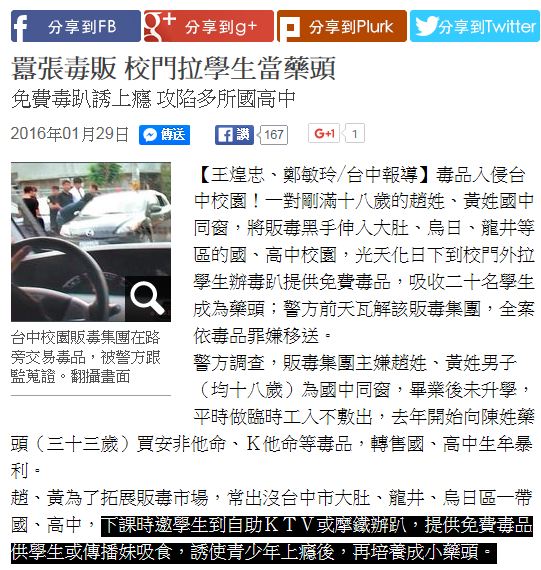 分享到FB 分享到g+ 分享到Plurk 分享到Twitter
囂張毒販 校門拉學生當藥頭
免費毒趴誘上癮 攻陷多所國高中
2016年01月29日 傳送 讚 167 G+1 1
台中校園販毒集團在路
旁交易毒品，被警方跟
監蒐證。翻攝畫面
【王煌忠、鄭敏玲/台中報導】毒品入侵台
中校園！一對剛滿十八歲的趙姓、黃姓國中
同窗，將販毒黑手伸入大肚、烏日、龍井等
區的國、高中校園，光天化日下到校門外拉
學生辦毒趴提供免費毒品，吸收二十名學生
成為藥頭；警方前天瓦解該販毒集團，全案
依毒品罪嫌移送。
警方調查，販毒集團主嫌趙姓、黃姓男子
（均十八歲）為國中同窗，畢業後未升學，
平時做臨時工入不敷出，去年開始向陳姓藥
頭（三十三歲）買安非他命、Ｋ他命等毒品，轉售國、高中生牟暴
利。
趙、黃為了拓展販毒市場，常出沒台中市大肚、龍井、烏日區一帶
國、高中，下課時邀學生到自助ＫＴＶ或摩鐵辦趴，提供免費毒品
供學生或傳播妹吸食，誘使青少年上癮後，再培養成小藥頭。